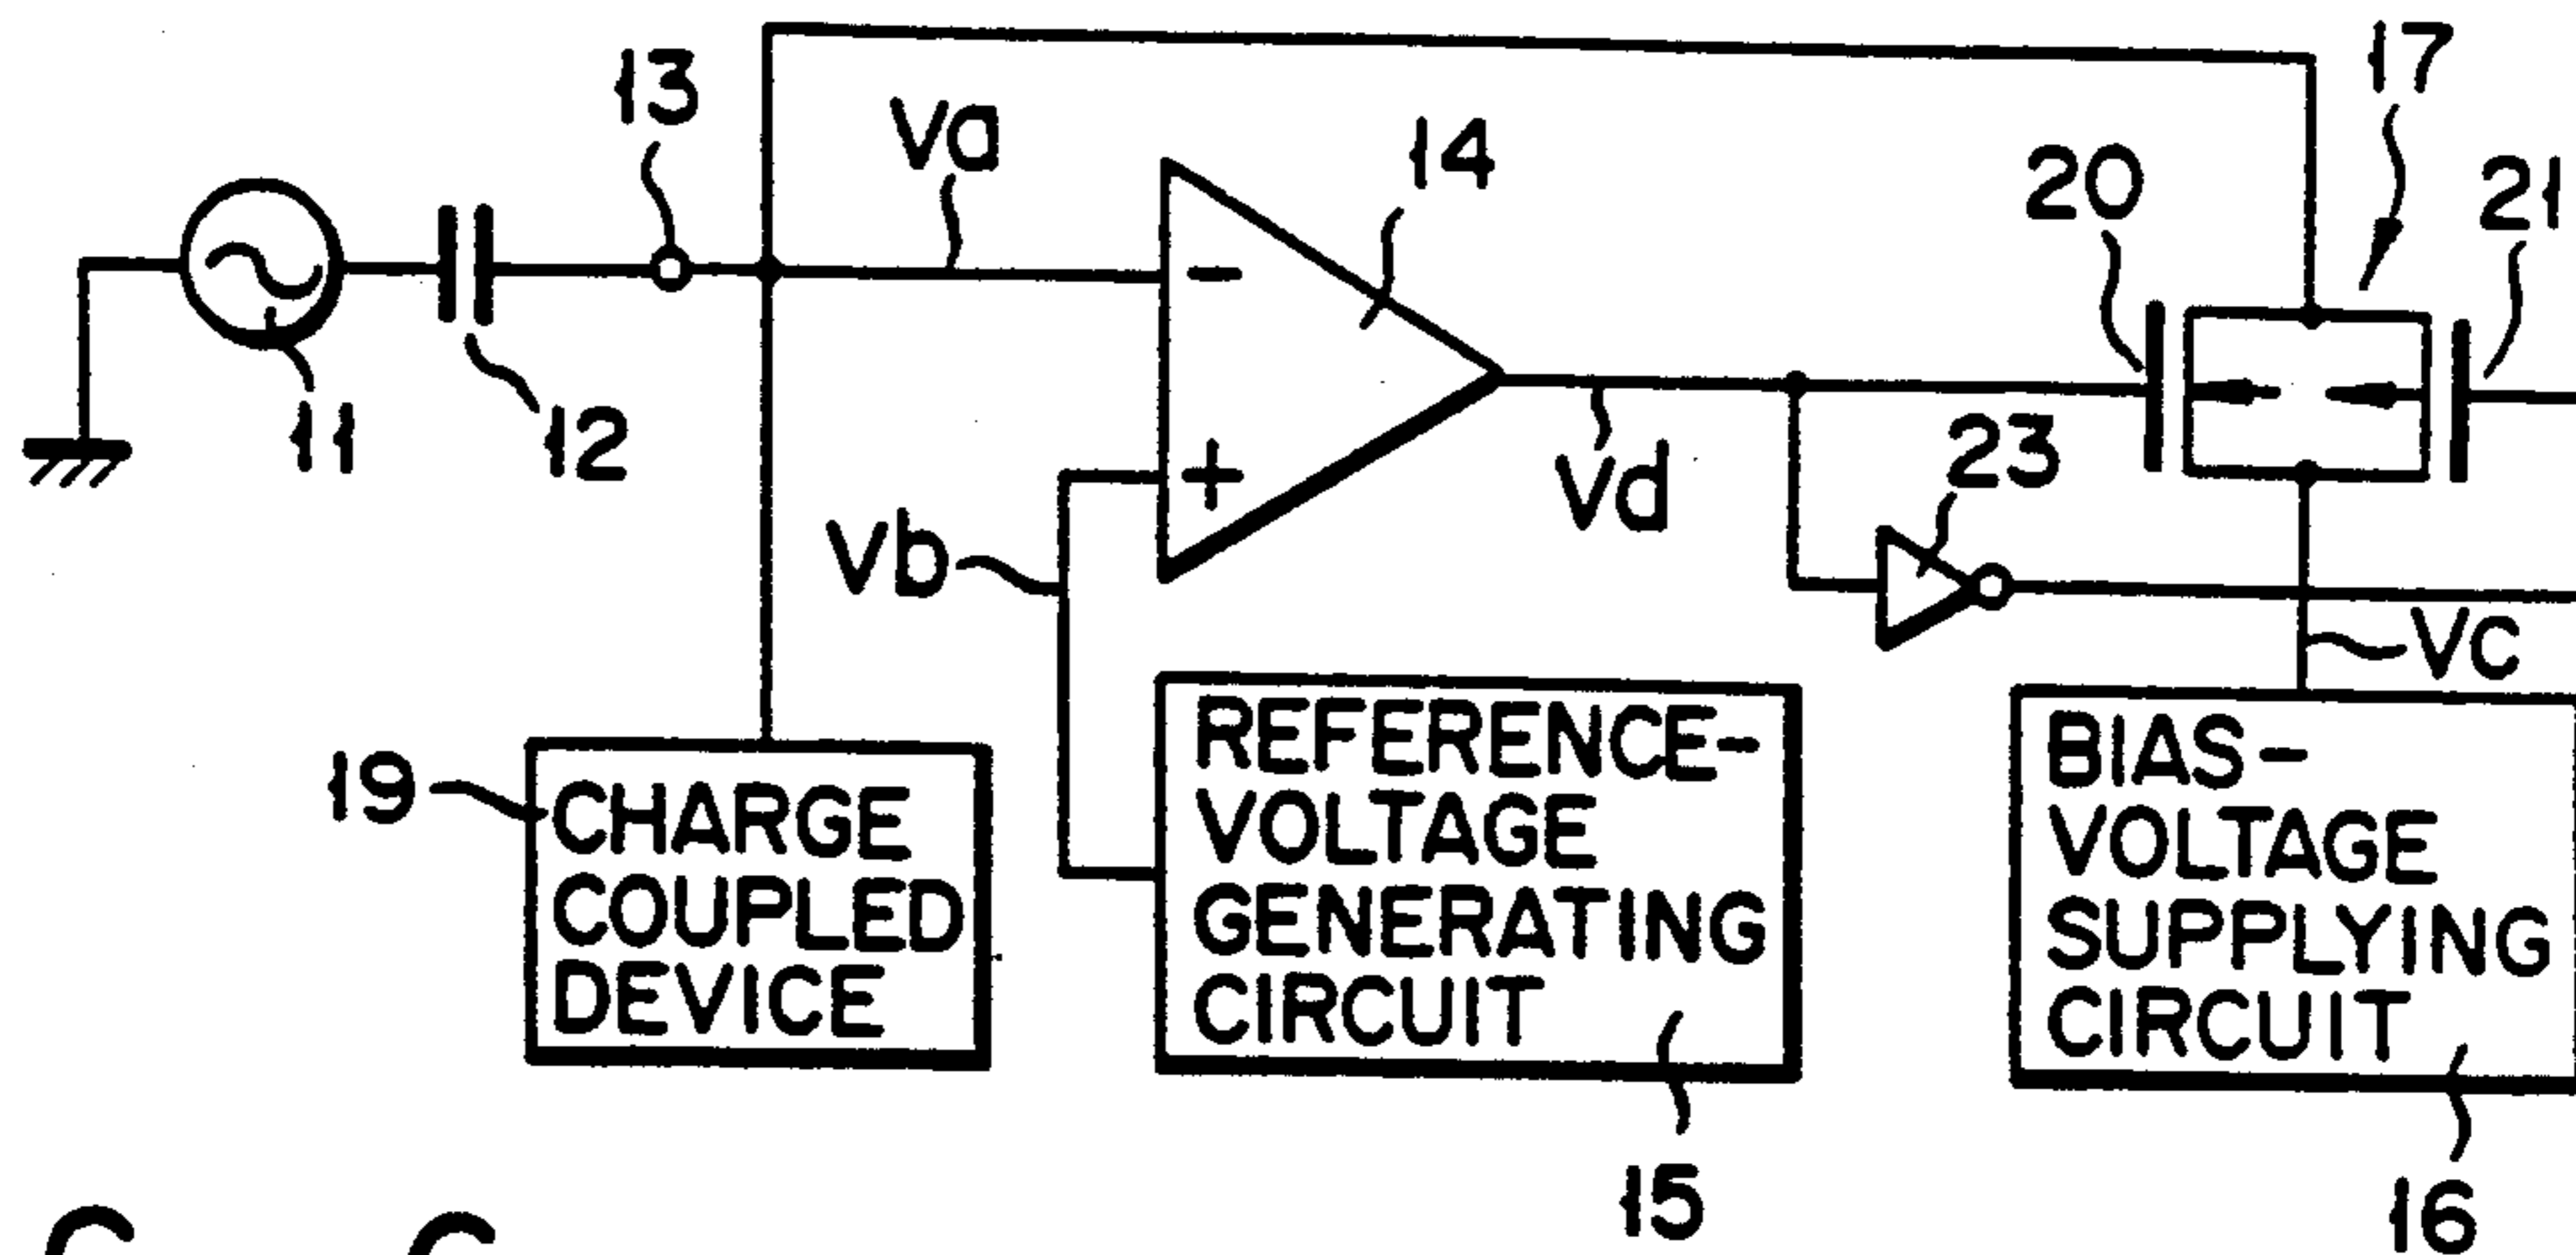 13
Va
14
17
20
21
11
12
-
+
Vb
Vd
23
Vc
19
CHARGE
COUPLED
DEVICE
REFERENCE-
VOLTAGE
GENERATING
CIRCUIT
BIAS-
VOLTAGE
SUPPLYING
CIRCUIT
15
16